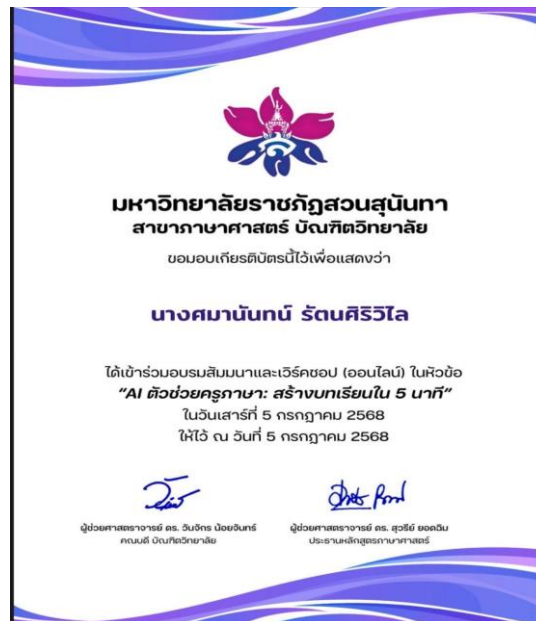 มหาวิทยาลัยราชภัฏสวนสุนันทา
สาขาภาษาศาสตร์ บัณฑิตวิทยาลัย
ขอมอบเกียรติบัตรนี้ไว้เพื่อแสดงว่า
นางศมานันทน์ รัตนศิริวิไล
ได้เข้าร่วมอบรมสัมมนาและเวิร์คชอป (ออนไลน์) ในหัวข้อ
“AI ตัวช่วยครูภาษา: สร้างบทเรียนใน 5 นาที”
ในวันเสาร์ที่ 5 กรกฎาคม 2568
ให้ไว้ ณ วันที่ 5 กรกฎาคม 2568
ผู้ช่วยศาสตราจารย์ ดร. วันจักร น้อยจันทร์
คณบดี บัณฑิตวิทยาลัย
ผู้ช่วยศาสตราจารย์ ดร. สุวรีย์ ยอดฉิม
ประธานหลักสูตรภาษาศาสตร์